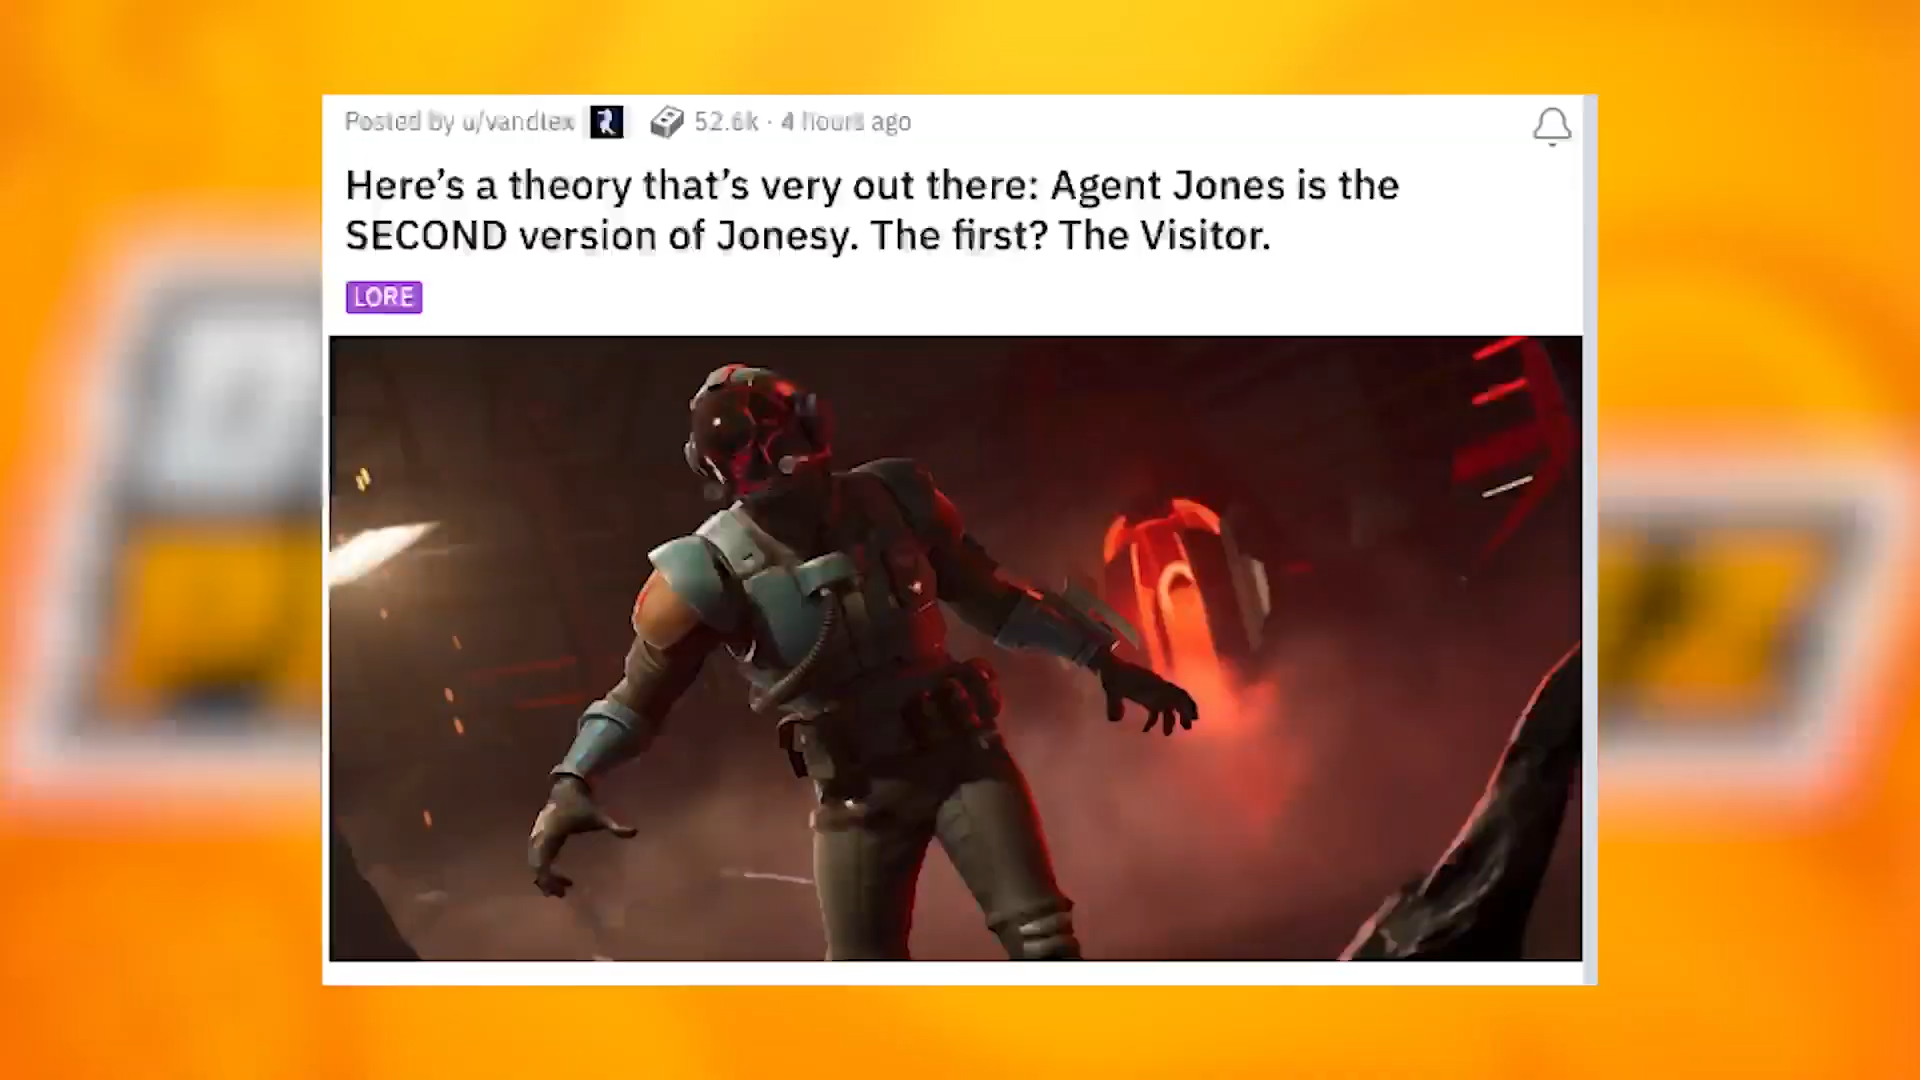 Posted by u/vandtex 52.6k · 4 hours ago
Here’s a theory that’s very out there: Agent Jones is the
SECOND version of Jonesy. The first? The Visitor.
LORE